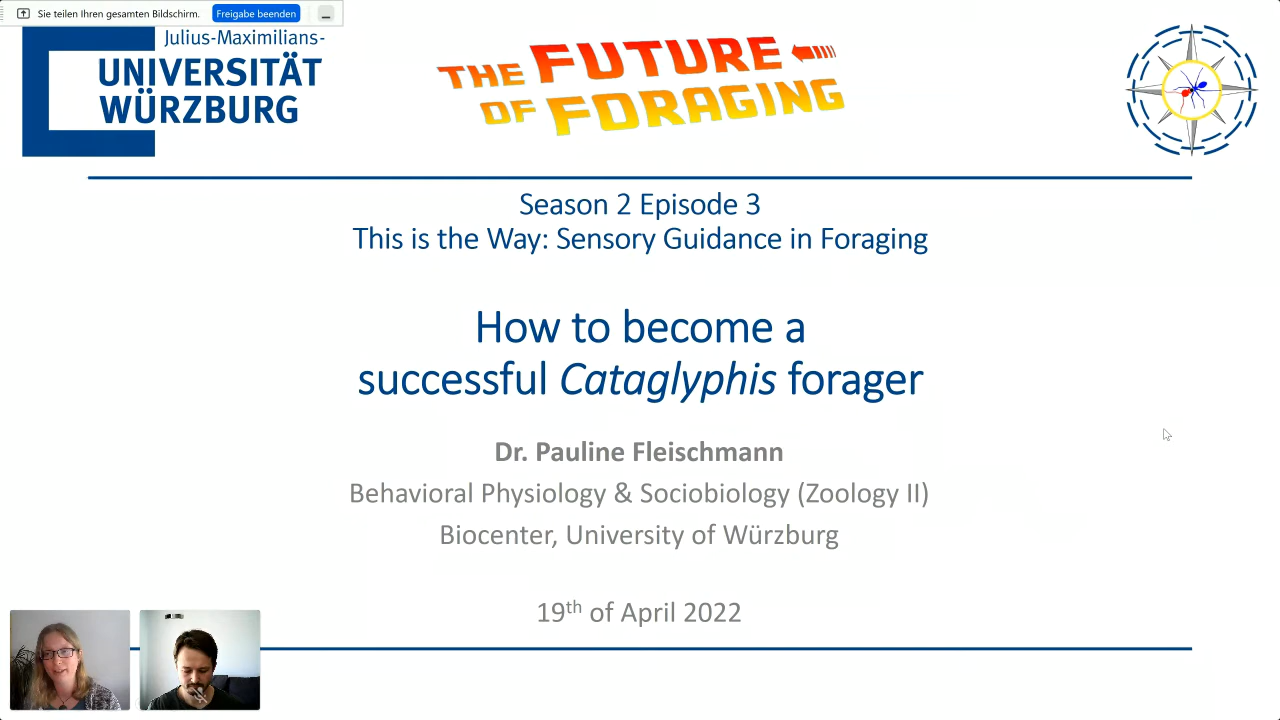 Sie teilen Ihren gesamten Bildschirm.
Freigabe beenden
Julius-Maximilians-
UNIVERSITÄT
WÜRZBURG
THE FUTURE
OF FORAGING
Season 2 Episode 3
This is the Way: Sensory Guidance in Foraging
How to become a
successful Cataglyphis forager
Dr. Pauline Fleischmann
Behavioral Physiology & Sociobiology (Zoology II)
Biocenter, University of Würzburg
19th of April 2022